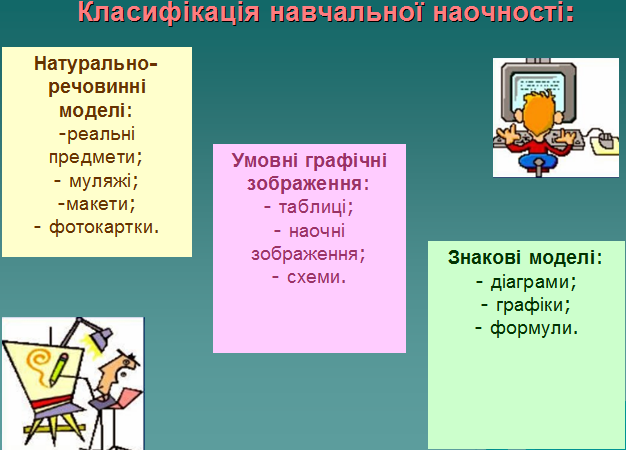 Класифікація навчальної наочності:
Натурально-
речовинні
моделі:
-реальні
предмети;
- муляжі;
-макети;
- фотокартки.
Умовні графічні
зображення:
- таблиці;
- наочні
зображення;
- схеми.
Знакові моделі:
- діаграми;
- графіки;
- формули.